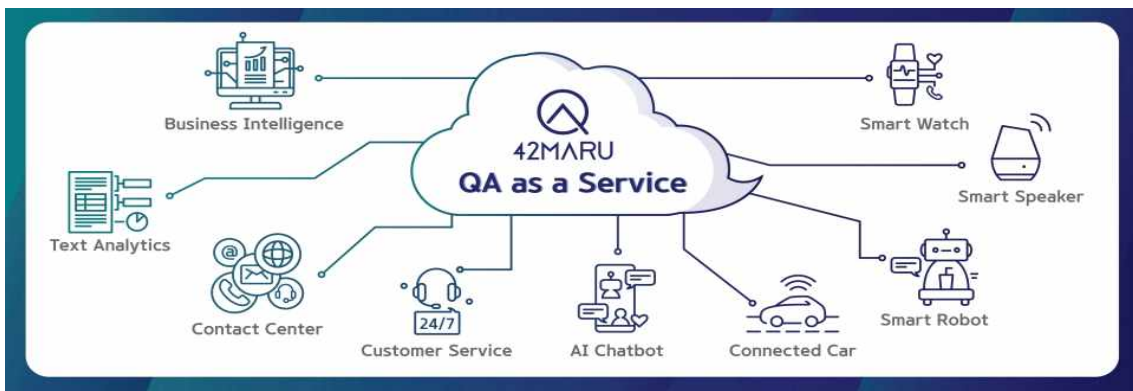 Business Intelligence
Smart Watch
42MARU
QA as a Service
Smart Speaker
Text Analytics
@
Contact Center
24/7
Customer Service
AI Chatbot
Connected Car
Smart Robot